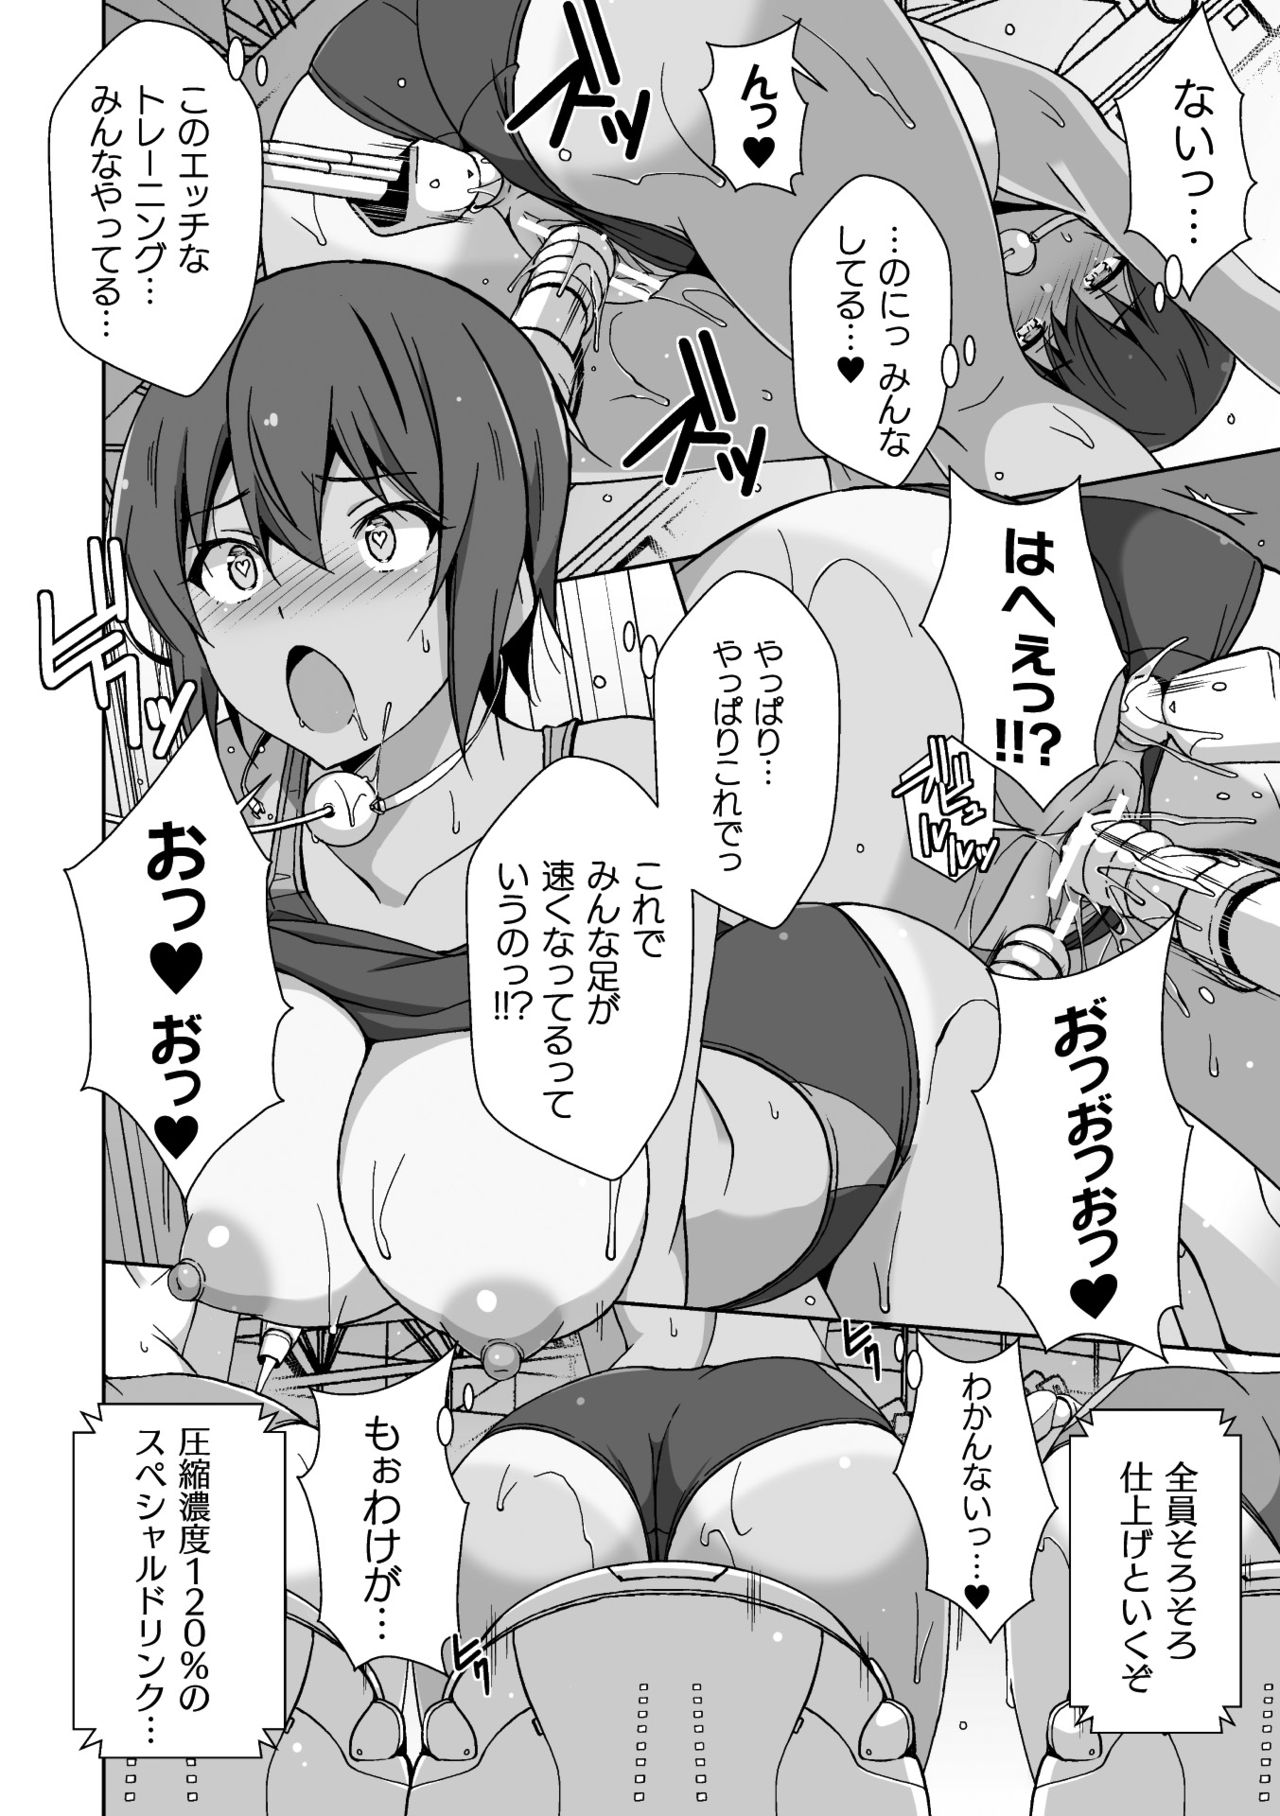 ないっ…
んっ♥
…のにっ みんな
してる…♥
ズッ
ズッ
このエッチな
トレーニング…
みんなやってる…
はへぇっ
!!?
お゛っお゛っおっ♥
やっぱり…
やっぱりこれでっ
これで
みんな足が
速くなってるって
いうのっ!!?
おっ♥お゛っ♥
全員そろそろ
仕上げといくぞ
わかんないっ…♥
もぉわけが…
圧縮濃度120%の
スペシャルドリンク…